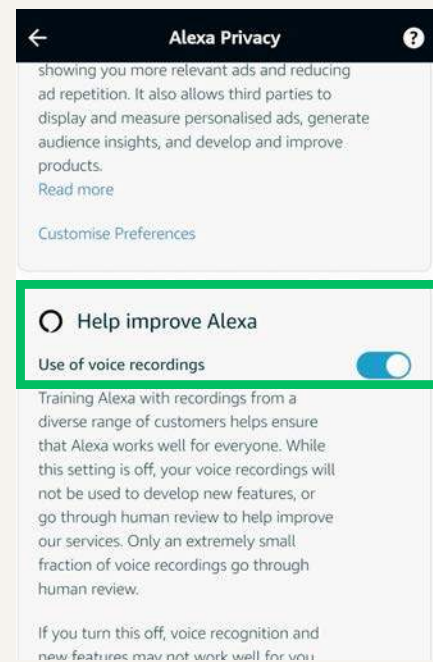 Alexa Privacy
?
showing you more relevant ads and reducing
ad repetition. It also allows third parties to
display and measure personalised ads, generate
audience insights, and develop and improve
products.
Read more
Customise Preferences
Help improve Alexa
Use of voice recordings
Training Alexa with recordings from a
diverse range of customers helps ensure
that Alexa works well for everyone. While
this setting is off, your voice recordings will
not be used to develop new features, or
go through human review to help improve
our services. Only an extremely small
fraction of voice recordings go through
human review.
If you turn this off, voice recognition and
new features may not work well for you